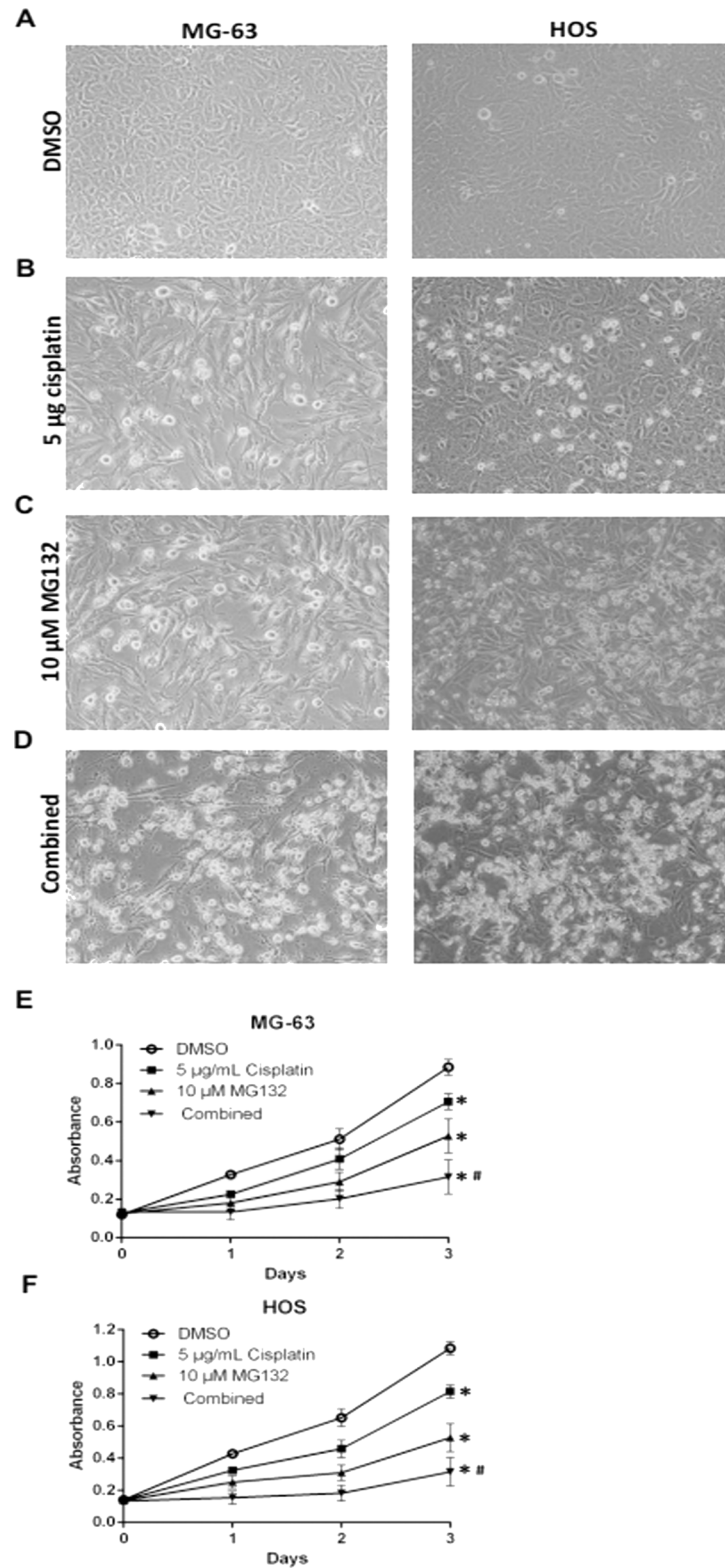 A
MG-63 HOS
DMSO
B
5 µg cisplatin
C
10 µM MG132
D
Combined
E
MG-63
1.0
0.8
0.6
0.4
0.2
0.0
Absorbance
DMSO
5 µg/mL Cisplatin
10 µM MG132
Combined
*
*
* #
0 1 2 3
Days
F
HOS
1.2
1.0
0.8
0.6
0.4
0.2
0.0
Absorbance
DMSO
5 µg/mL Cisplatin
10 µM MG132
Combined
*
*
* #
0 1 2 3
Days